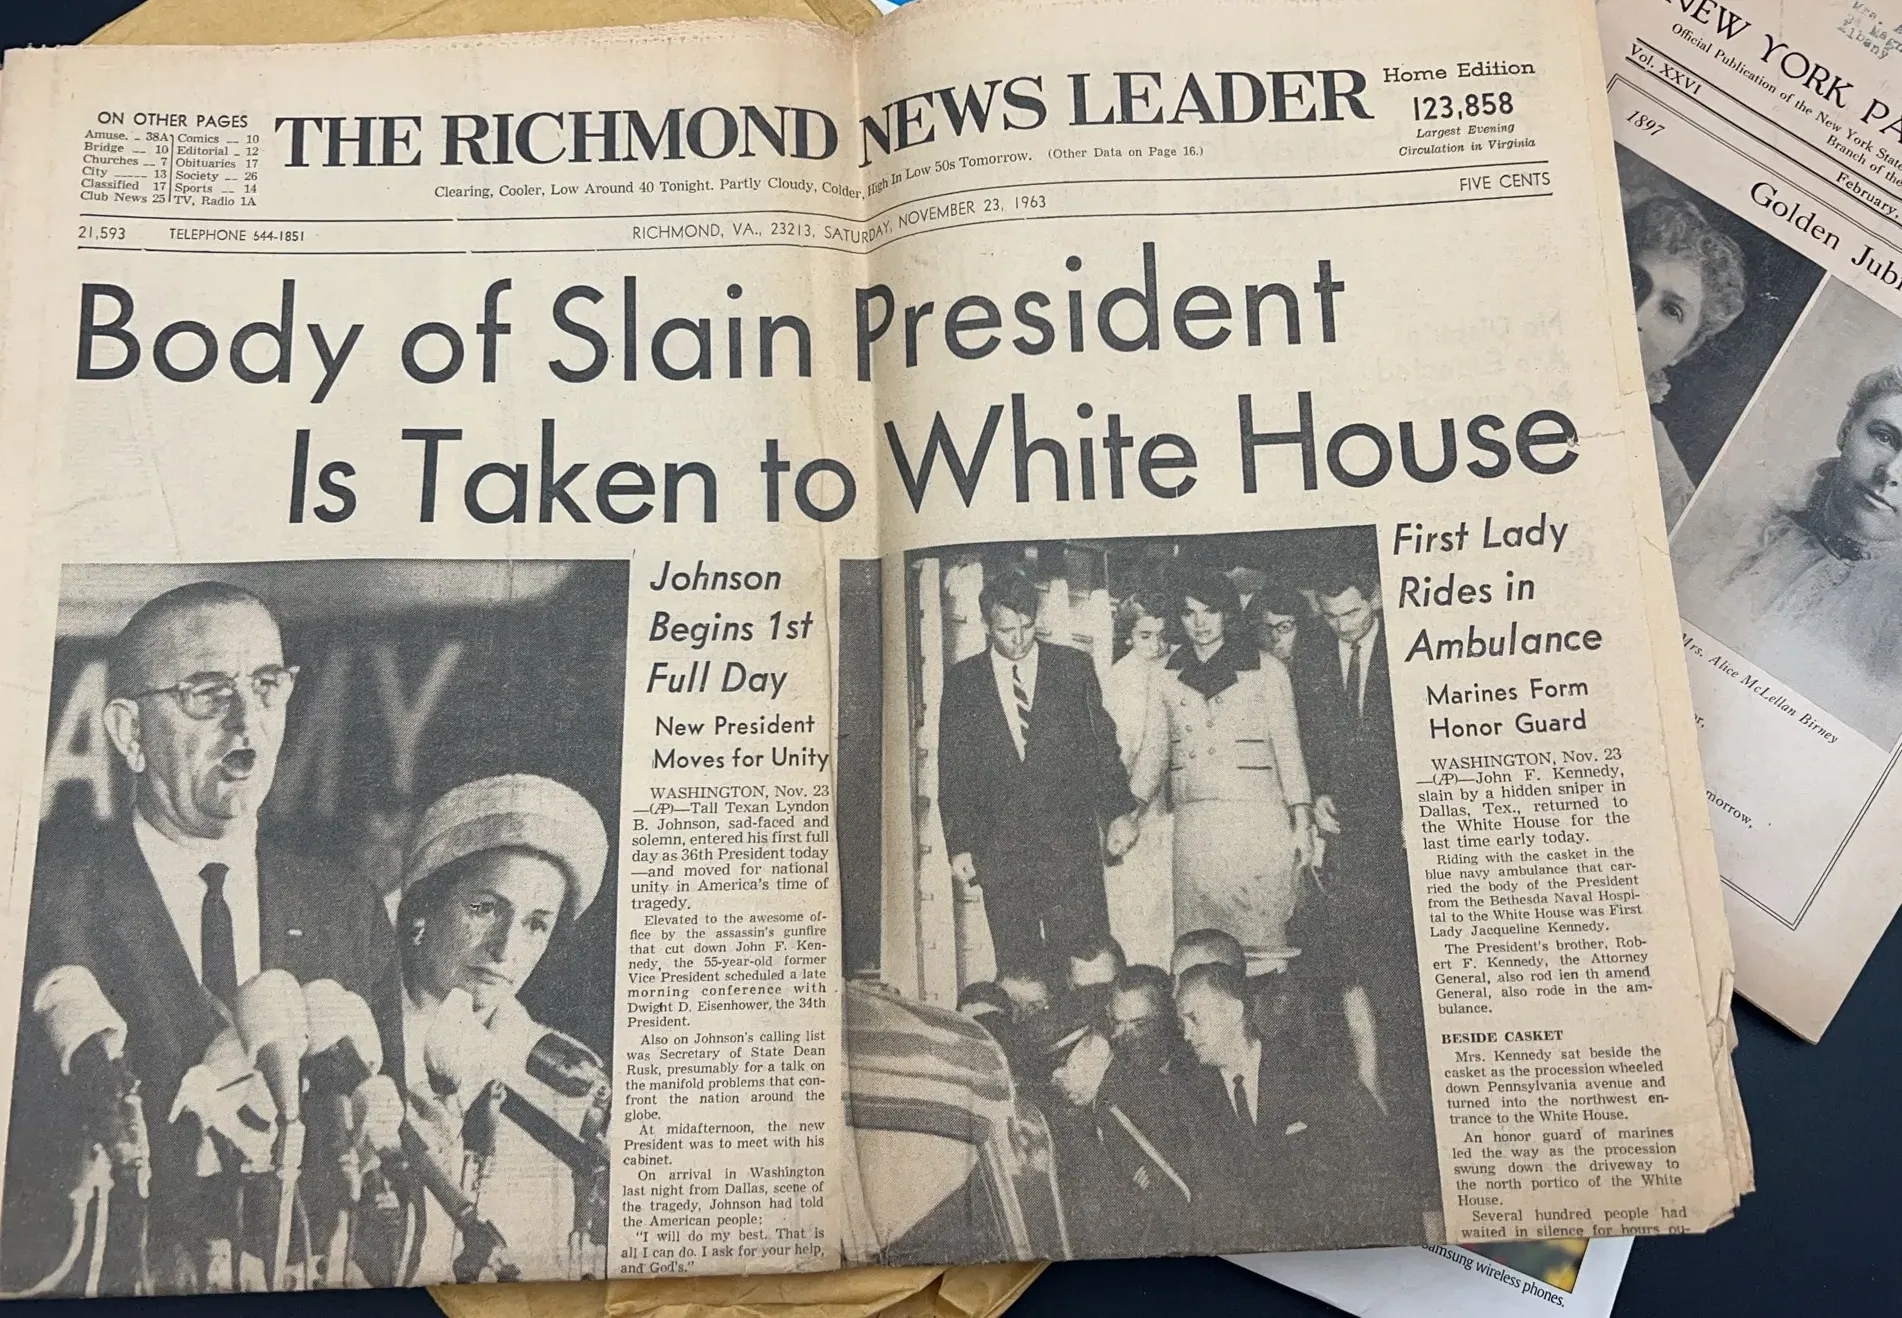 ON OTHER PAGES
Amuse. _ 38A
Bridge __ 10
Churches __ 7
City _____ 13
Classified 17
Club News 25
Comics __ 10
Editorial _ 12
Obituaries 17
Society __ 26
Sports __ 14
TV, Radio 1A
THE RICHMOND NEWS LEADER
Clearing, Cooler, Low Around 40 Tonight. Partly Cloudy, Colder, High In Low 50s Tomorrow. (Other Data on Page 16.)
Home Edition
123,858
Largest Evening
Circulation in Virginia
21,593 TELEPHONE 644-1851 RICHMOND, VA., 23213, SATURDAY, NOVEMBER 23, 1963 FIVE CENTS
Body of Slain President
Is Taken to White House
Johnson
Begins 1st
Full Day
New President
Moves for Unity
WASHINGTON, Nov. 23
—(AP)—Tall Texan Lyndon
B. Johnson, sad-faced and
solemn, entered his first full
day as 36th President today
—and moved for national
unity in America's time of
tragedy.
Elevated to the awesome of-
fice by the assassin's gunfire
that cut down John F. Ken-
nedy, the 55-year-old former
Vice President scheduled a late
morning conference with
Dwight D. Eisenhower, the 34th
President.
Also on Johnson's calling list
was Secretary of State Dean
Rusk, presumably for a talk on
the manifold problems that con-
front the nation around the
globe.
At midafternoon, the new
President was to meet with his
cabinet.
On arrival in Washington
last night from Dallas, scene of
the tragedy, Johnson had told
the American people:
"I will do my best. That is
all I can do. I ask for your help,
and God's."
First Lady
Rides in
Ambulance
Marines Form
Honor Guard
WASHINGTON, Nov. 23
—(AP)—John F. Kennedy,
slain by a hidden sniper in
Dallas, Tex., returned to
the White House for the
last time early today.
Riding with the casket in the
blue navy ambulance that car-
ried the body of the President
from the Bethesda Naval Hospi-
tal to the White House was First
Lady Jacqueline Kennedy.
The President's brother, Rob-
ert F. Kennedy, the Attorney
General, also rod len th amend
General, also rode in the am-
bulance.
BESIDE CASKET
Mrs. Kennedy sat beside the
casket as the procession wheeled
down Pennsylvania avenue and
turned into the northwest en-
trance to the White House.
An honor guard of marines
led the way as the procession
swung down the driveway to
the north portico of the White
House.
Several hundred people had
waited in silence for hours ou-
NEW YORK PA
Official Publication of the New York State
Branch of the
Vol. XXVI
February
1897
Golden Jub
Mrs. Alice McLellan Birney
morrow,
samsung wireless phones.